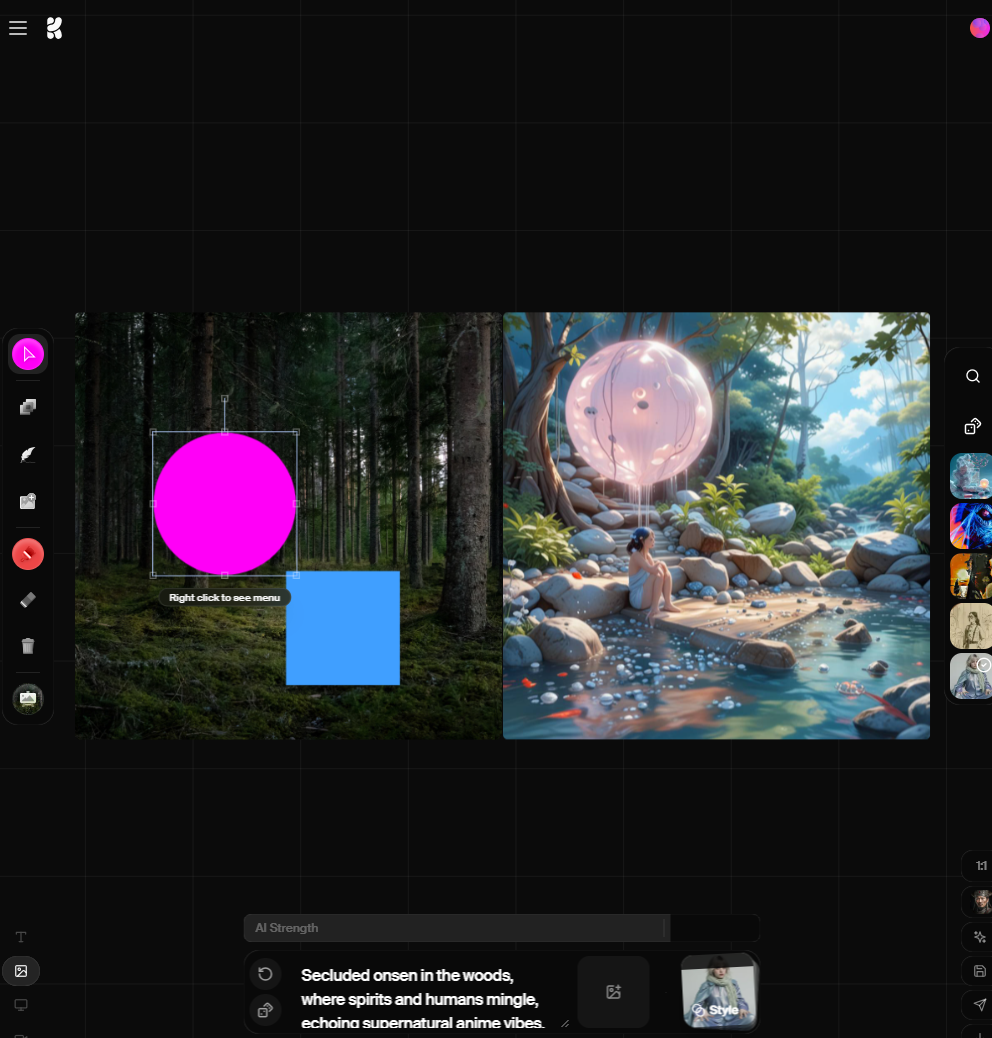 Right click to see menu
1:1
AI Strength
T
Secluded onsen in the woods,
where spirits and humans mingle,
echoing supernatural anime vibes.
Style